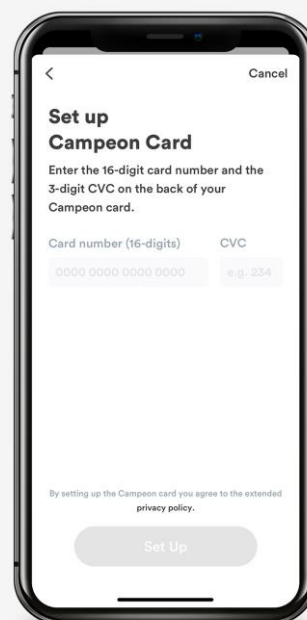 Cancel
Set up
Campeon Card
Enter the 16-digit card number and the
3-digit CVC on the back of your
Campeon card.
Card number (16-digits) CVC
0000 0000 0000 0000 e.g. 234
By setting up the Campeon card you agree to the extended
privacy policy.
Set Up